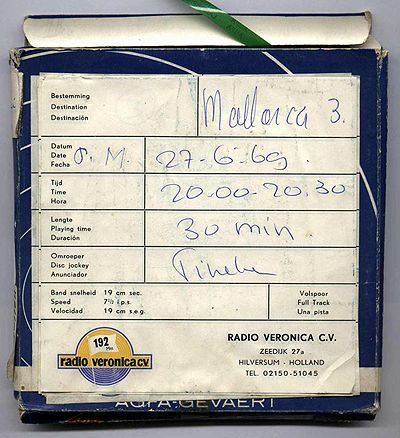 Bestemming
Destination
Destinación
Mallorca 3.
Datum
Date
Fecha
27-6-69
Tijd
Time
Hora
20.00-20.30
Lengte
Playing time
Duración
30 min
Omroeper
Disc jockey
Anunciador
Tineke
Band snelheid 19 cm sec.
Speed 7½ i.p.s.
Velocidad 19 cm s.e.g.
Volspoor
Full Track
Una pista
192
radio veronica c.v.
RADIO VERONICA C.V.
ZEEDIJK 27a
HILVERSUM - HOLLAND
TEL. 02150-51045
AGFA-GEVAERT